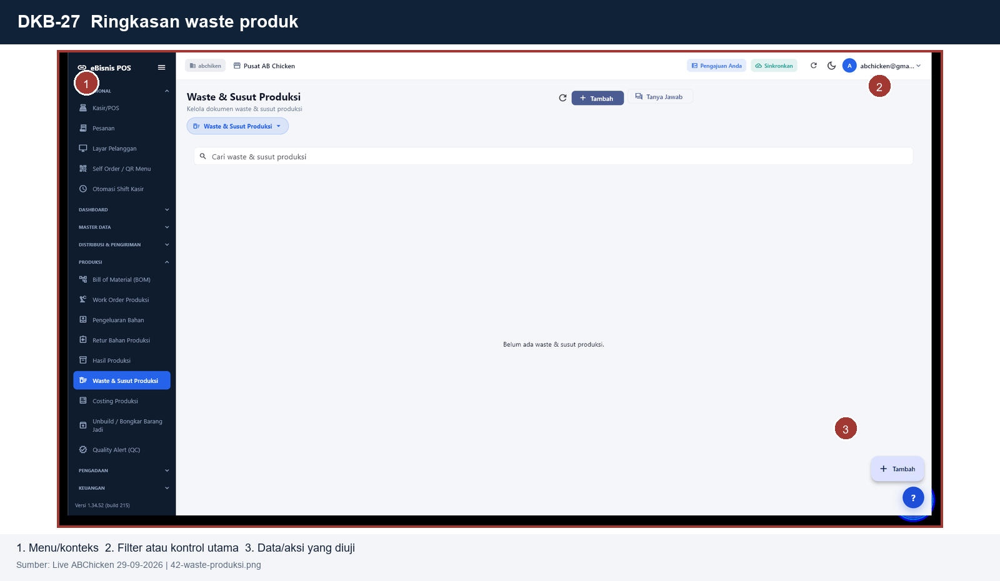 DKB-27 Ringkasan waste produk
eBisnis POS
1
IONAL
Kasir/POS
Pesanan
Layar Pelanggan
Self Order / QR Menu
Otomasi Shift Kasir
DASHBOARD
MASTER DATA
DISTRIBUSI & PENGIRIMAN
PRODUKSI
Bill of Material (BOM)
Work Order Produksi
Pengeluaran Bahan
Retur Bahan Produksi
Hasil Produksi
Waste & Susut Produksi
Costing Produksi
Unbuild / Bongkar Barang
Jadi
Quality Alert (QC)
PENGADAAN
KEUANGAN
Versi 1.34.52 (build 215)
abchiken Pusat AB Chicken Pengajuan Anda Sinkronkan A abchicken@gma...
2
Waste & Susut Produksi
Kelola dokumen waste & susut produksi
+ Tambah Tanya Jawab
Waste & Susut Produksi
Cari waste & susut produksi
Belum ada waste & susut produksi.
3
+ Tambah
?
1. Menu/konteks 2. Filter atau kontrol utama 3. Data/aksi yang diuji
Sumber: Live ABChicken 29-09-2026 | 42-waste-produksi.png